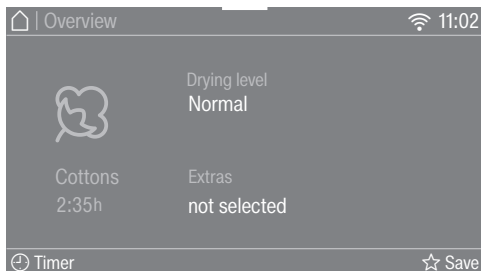 | Overview 11:02
Drying level
Normal
Cottons
2:35h
Extras
not selected
Timer Save